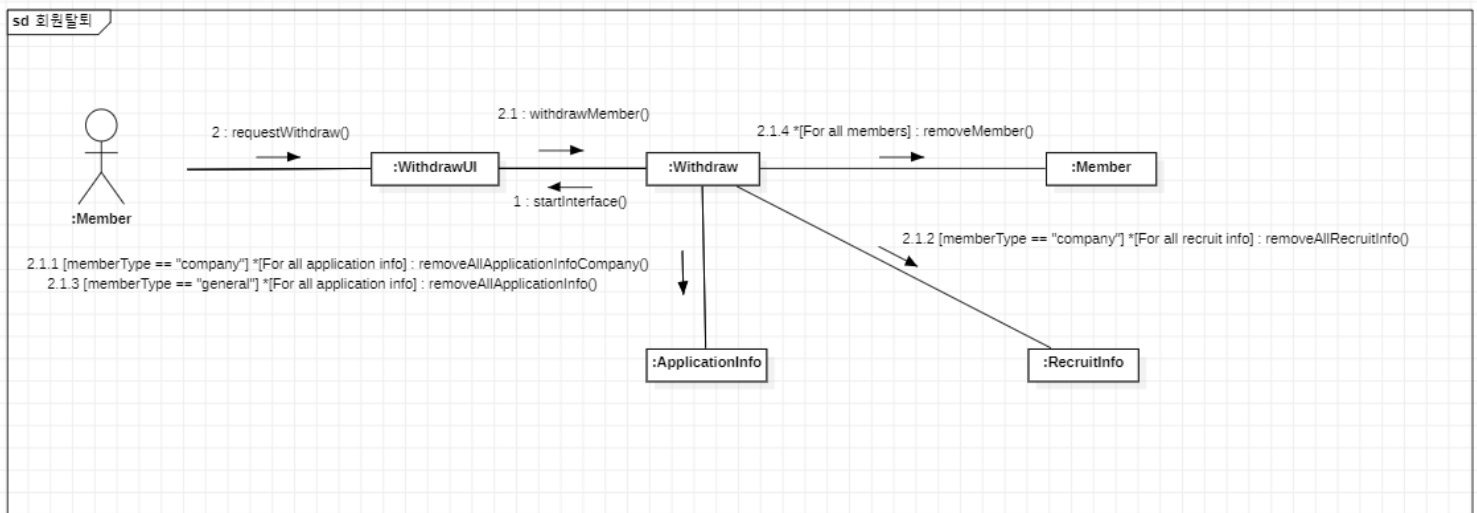 sd 회원탈퇴
2.1 : withdrawMember()
2 : requestWithdraw()
2.1.4 *[For all members] : removeMember()
:WithdrawUI
:Withdraw
:Member
1 : startInterface()
:Member
2.1.2 [memberType == "company"] *[For all recruit info] : removeAllRecruitInfo()
2.1.1 [memberType == "company"] *[For all application info] : removeAllApplicationInfoCompany()
2.1.3 [memberType == "general"] *[For all application info] : removeAllApplicationInfo()
:ApplicationInfo
:RecruitInfo